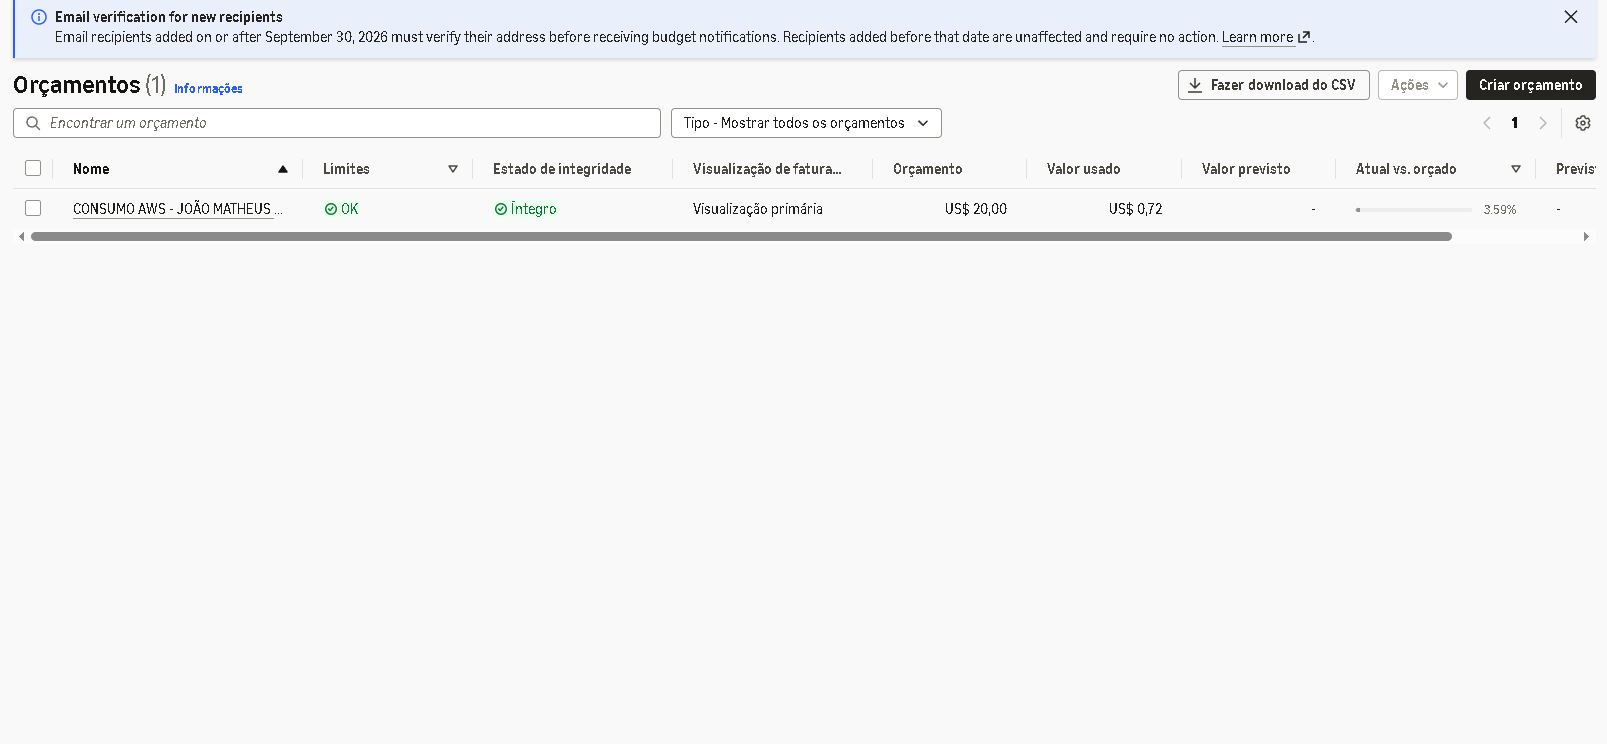 Email verification for new recipients
Email recipients added on or after September 30, 2026 must verify their address before receiving budget notifications. Recipients added before that date are unaffected and require no action. Learn more.
Orçamentos (1) Informações
Fazer download do CSV Ações Criar orçamento
Encontrar um orçamento Tipo - Mostrar todos os orçamentos 1
Nome Limites Estado de integridade Visualização de fatura... Orçamento Valor usado Valor previsto Atual vs. orçado Previs
CONSUMO AWS - JOÃO MATHEUS ... OK Íntegro Visualização primária US$ 20,00 US$ 0,72 - 3.59% -